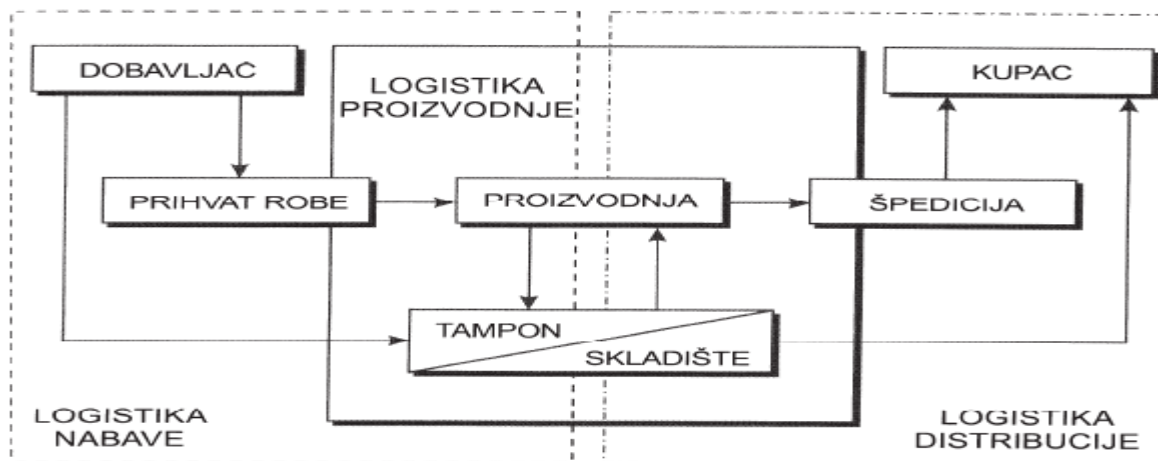 DOBAVLJAČ
LOGISTIKA
PROIZVODNJE
KUPAC
PRIHVAT ROBE
PROIZVODNJA
ŠPEDICIJA
TAMPON
SKLADIŠTE
LOGISTIKA
NABAVE
LOGISTIKA
DISTRIBUCIJE